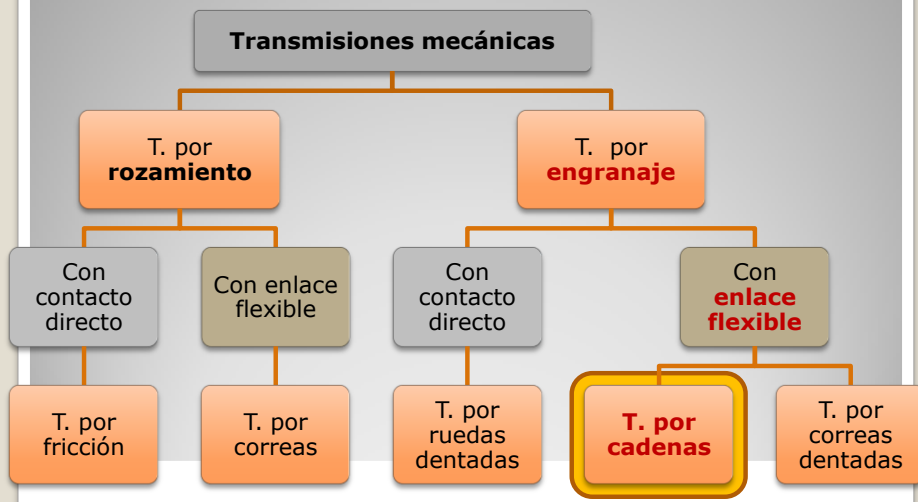 Transmisiones mecánicas
T. por
rozamiento
T. por
engranaje
Con
contacto
directo
Con enlace
flexible
Con
contacto
directo
Con
enlace
flexible
T. por
fricción
T. por
correas
T. por
ruedas
dentadas
T. por
cadenas
T. por
correas
dentadas